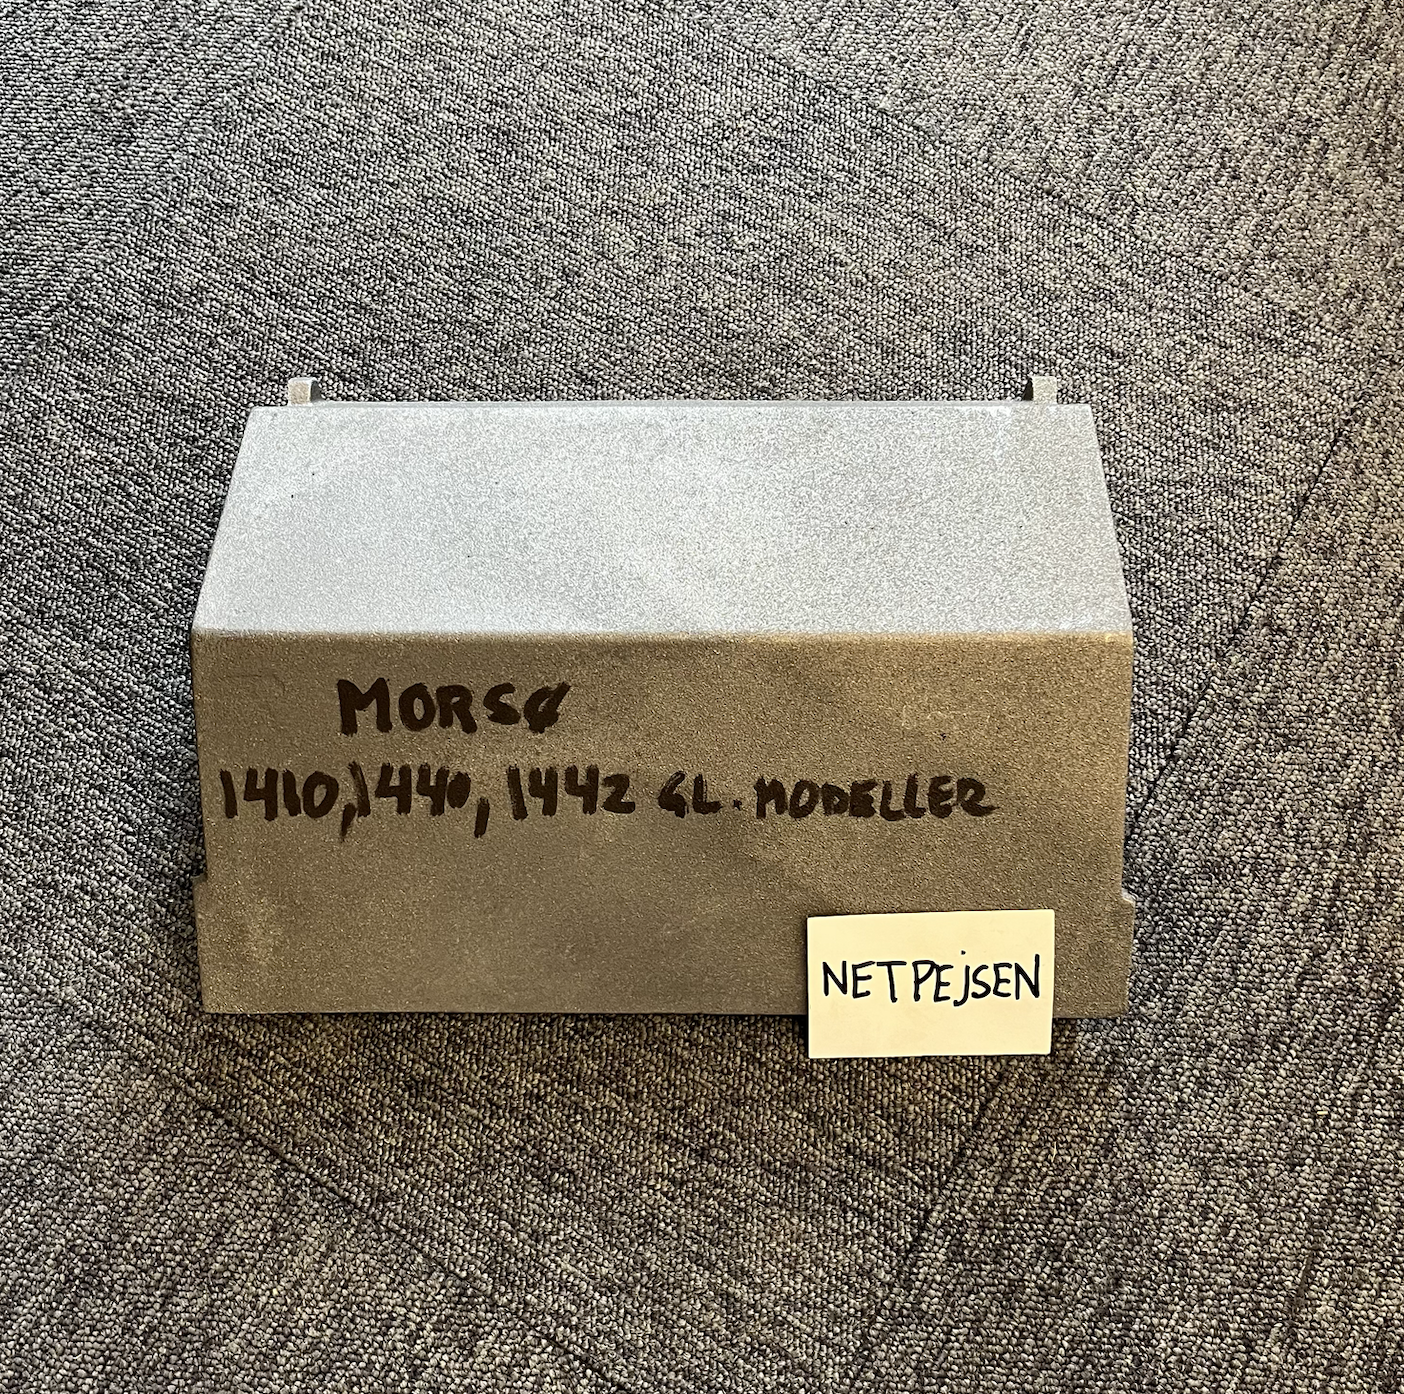 MORSØ
1410, 1440, 1442 GL. MODELLER
NETPEJSEN